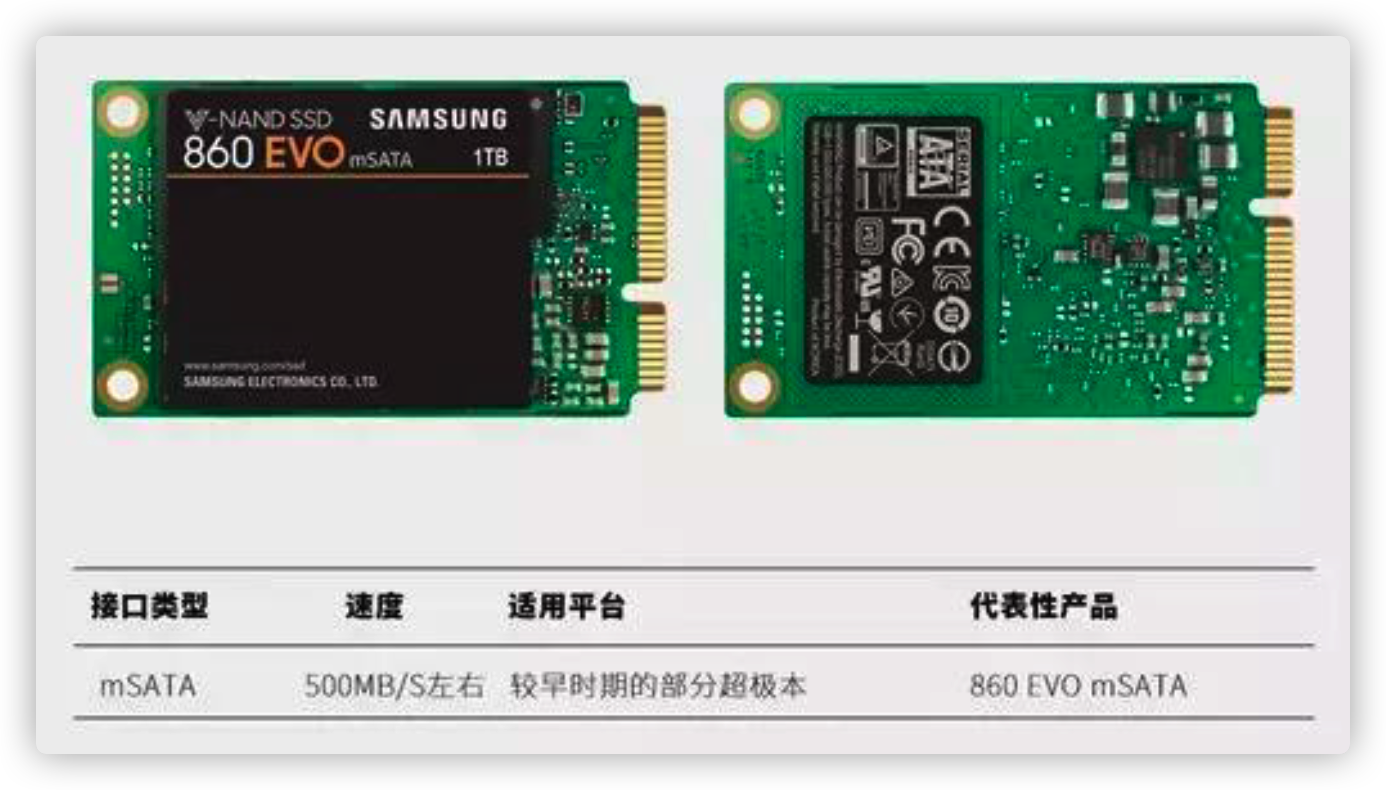 V-NAND SSD SAMSUNG
860 EVO mSATA 1TB
www.samsung.com/ssd
SAMSUNG ELECTRONICS CO., LTD.
SERIAL
ATA
接口类型 速度 适用平台 代表性产品
mSATA 500MB/S左右 较早时期的部分超极本 860 EVO mSATA